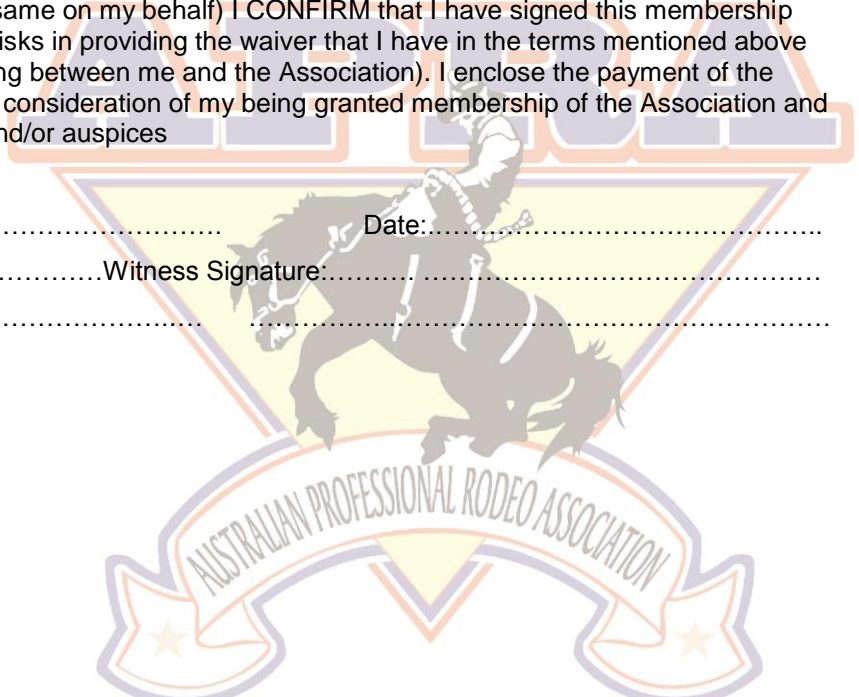 same on my behalf) I CONFIRM that I have signed this membership
isks in providing the waiver that I have in the terms mentioned above
ng between me and the Association). I enclose the payment of the
consideration of my being granted membership of the Association and
nd/or auspices
APRA
……………………. Date:…………………………………..
…………Witness Signature:.......... …………………………………
………………...... …………………………………………………
AUSTRALIAN PROFESSIONAL RODEO ASSOCIATION